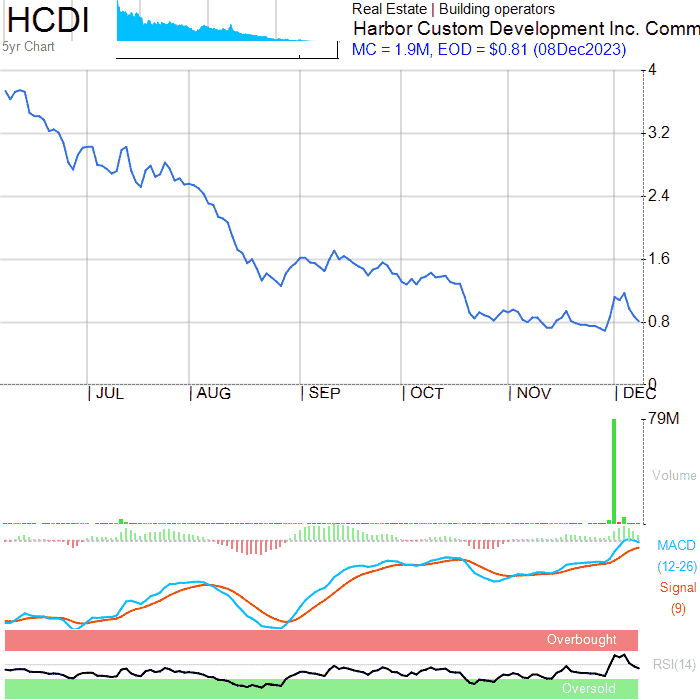 HCDI
5yr Chart
Real Estate | Building operators
Harbor Custom Development Inc. Comm
MC = 1.9M, EOD = $0.81 (08Dec2023)
4
3.2
2.4
1.6
0.8
0
JUL
AUG
SEP
OCT
NOV
DEC
79M
Volume
MACD
(12-26)
Signal
(9)
Overbought
RSI(14)
Oversold